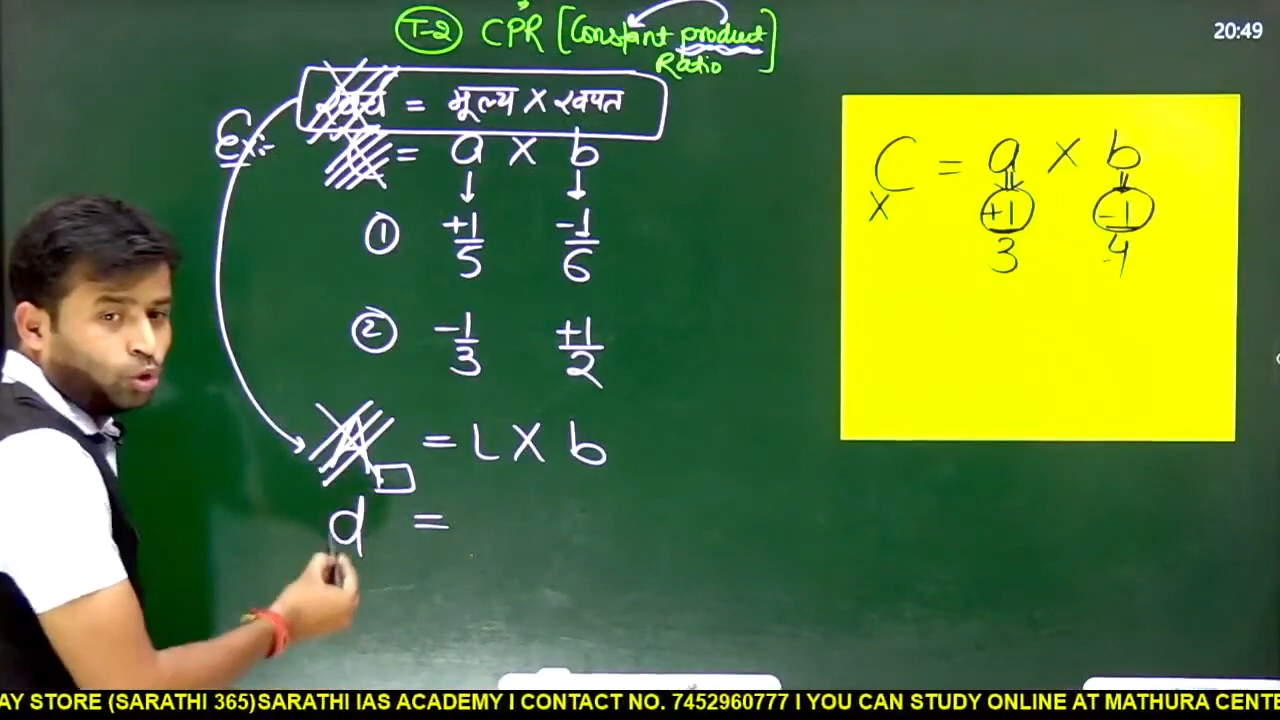 T-2 CPR [Constant product
Ratio]
20:49
= मूल्य X खपत
Ex:- = a X b
① +1/5 -1/6
② -1/3 +1/2
= L X b
d =
C = a X b
X +1/3 -1/4
AY STORE (SARATHI 365)SARATHI IAS ACADEMY I CONTACT NO. 7452960777 I YOU CAN STUDY ONLINE AT MATHURA CENTE